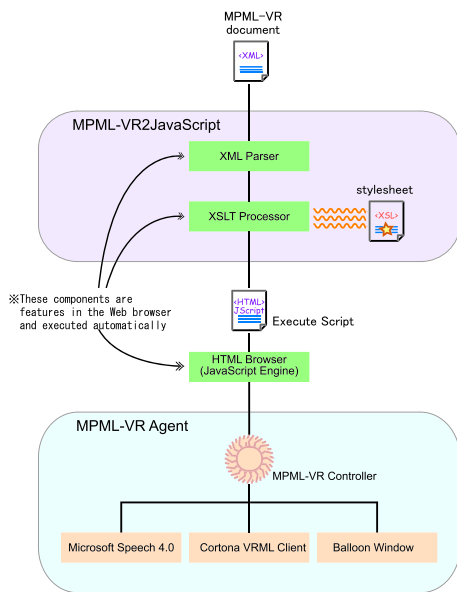 MPML-VR
document
<XML>
MPML-VR2JavaScript
XML Parser
stylesheet
XSLT Processor
<XSL>
※These components are
features in the Web browser
and executed automatically
<HTML>
JScript
Execute Script
HTML Browser
(JavaScript Engine)
MPML-VR Agent
MPML-VR Controller
Microsoft Speech 4.0
Cortona VRML Client
Balloon Window